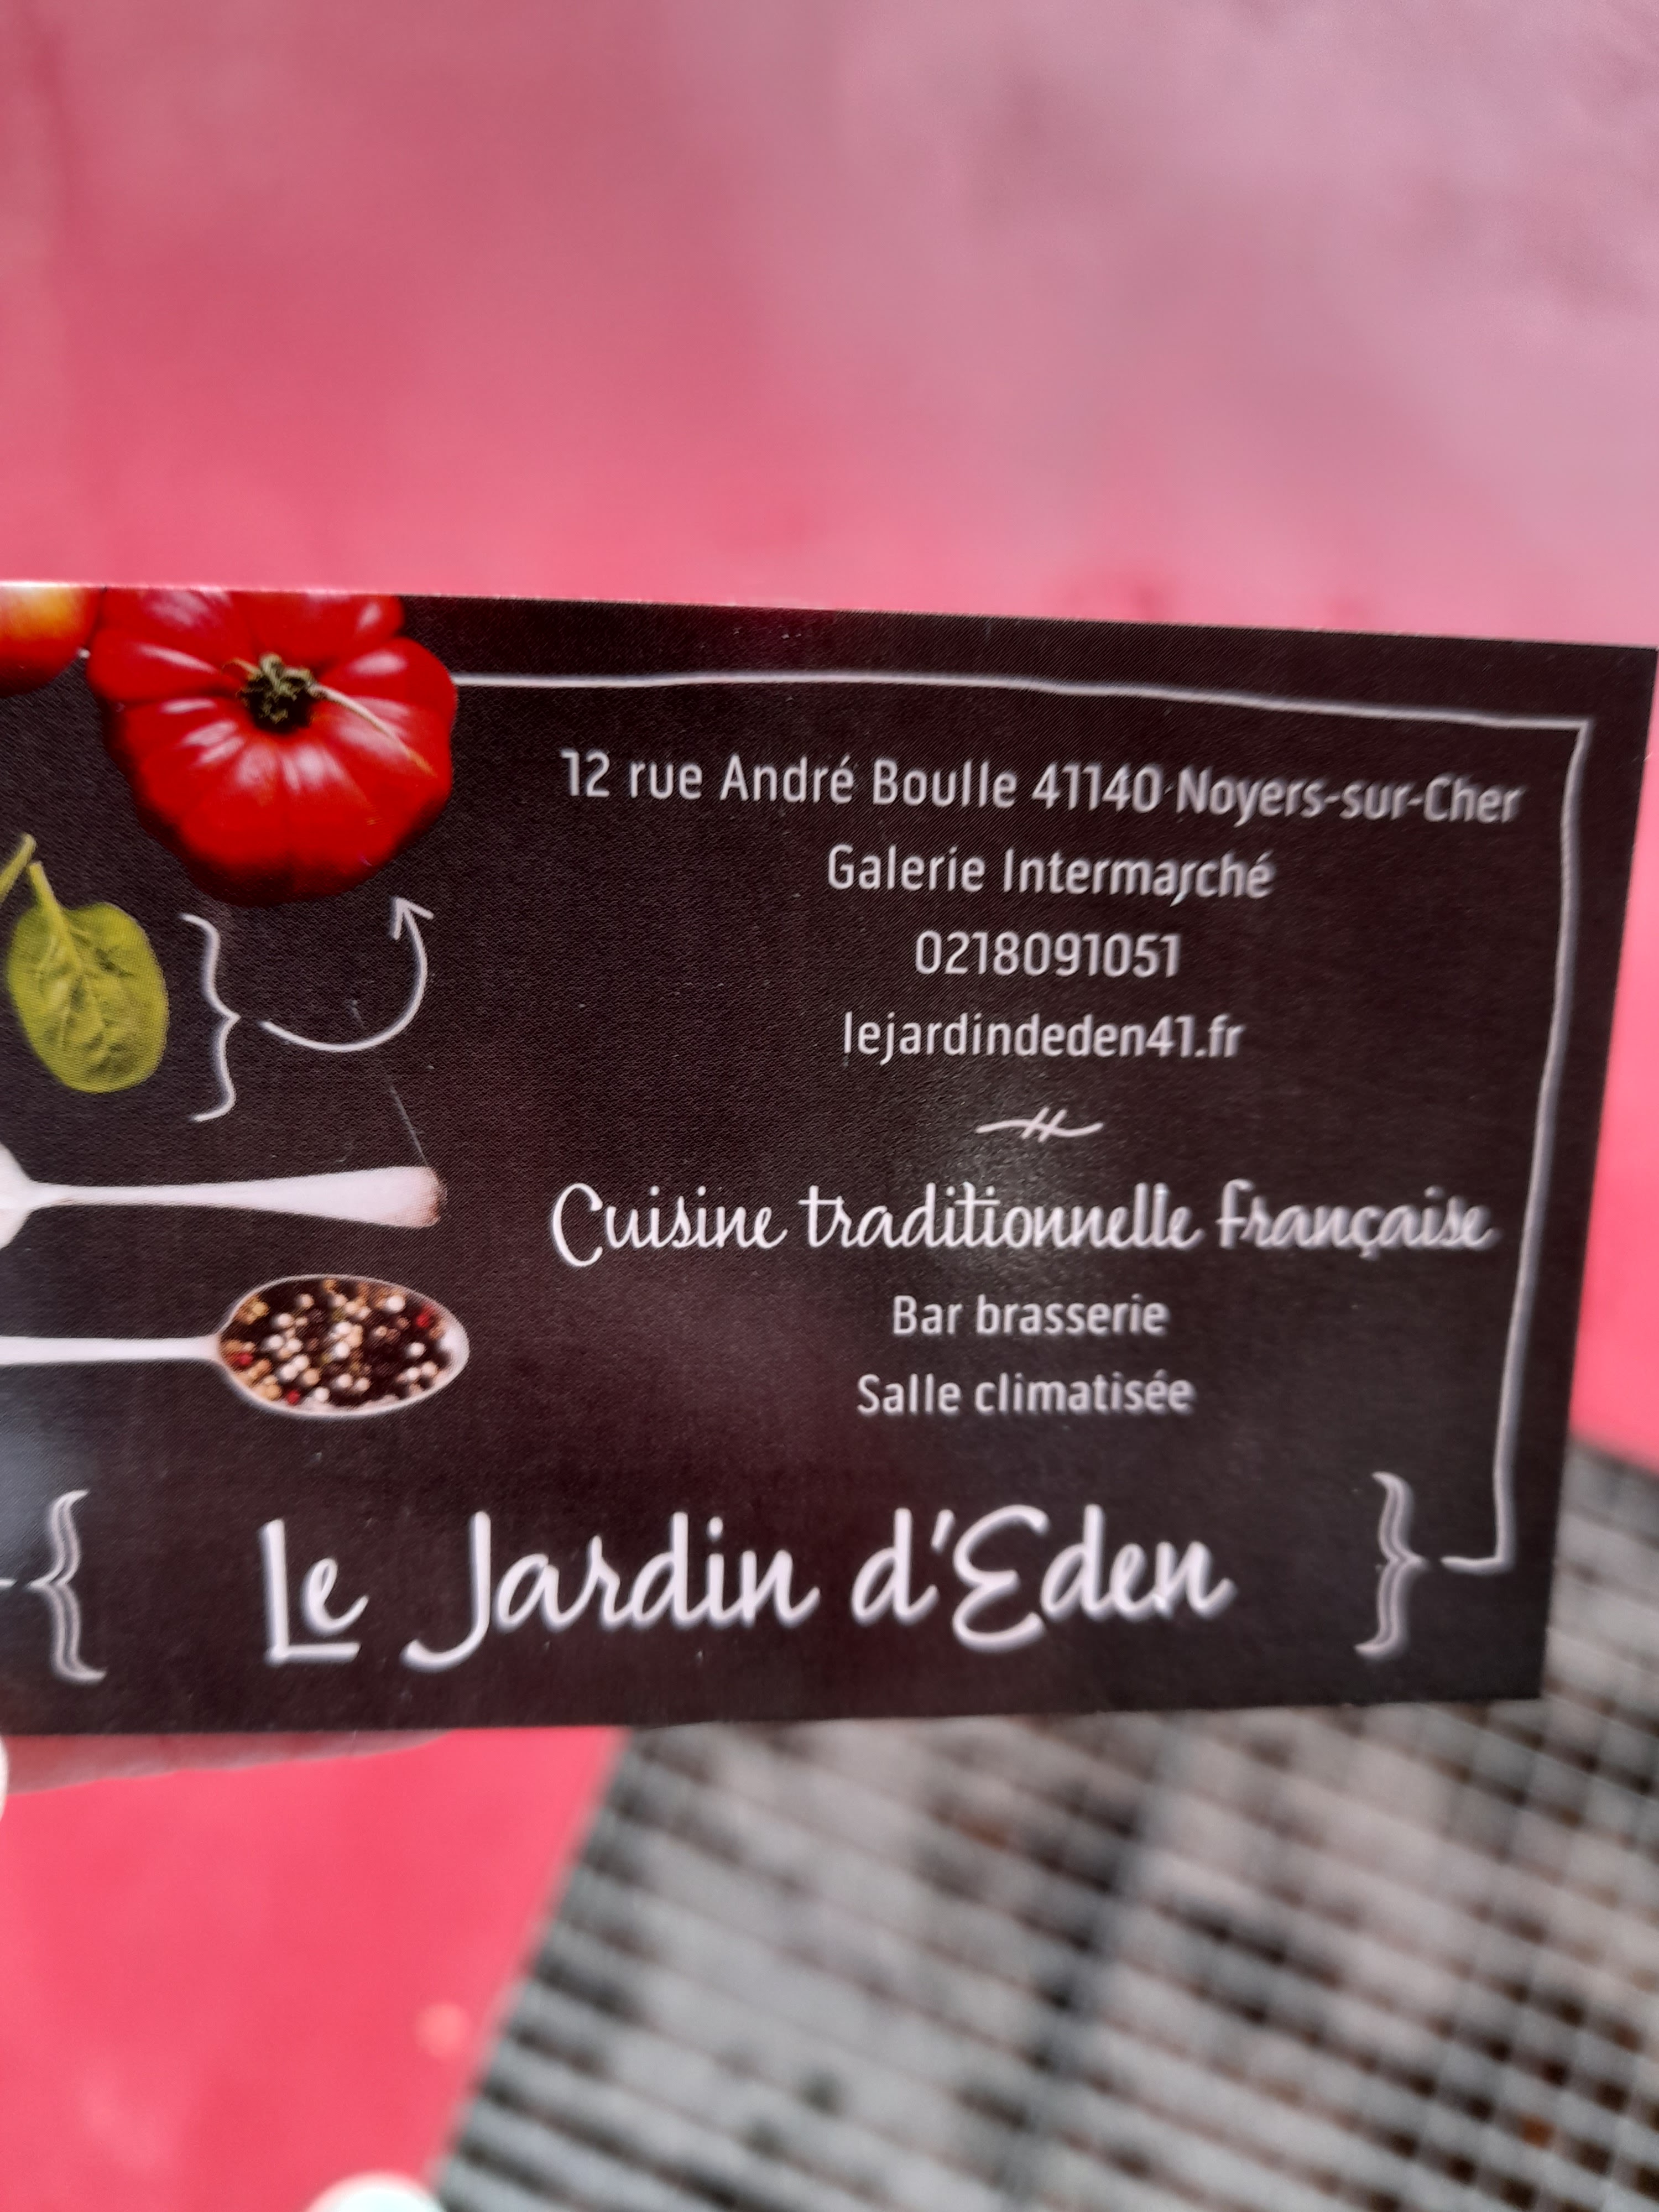 12 rue André Boulle 41140 Noyers-sur-Cher
Galerie Intermarché
0218091051
lejardindeden41.fr
Cuisine traditionnelle française
Bar brasserie
Salle climatisée
Le Jardin d'Eden